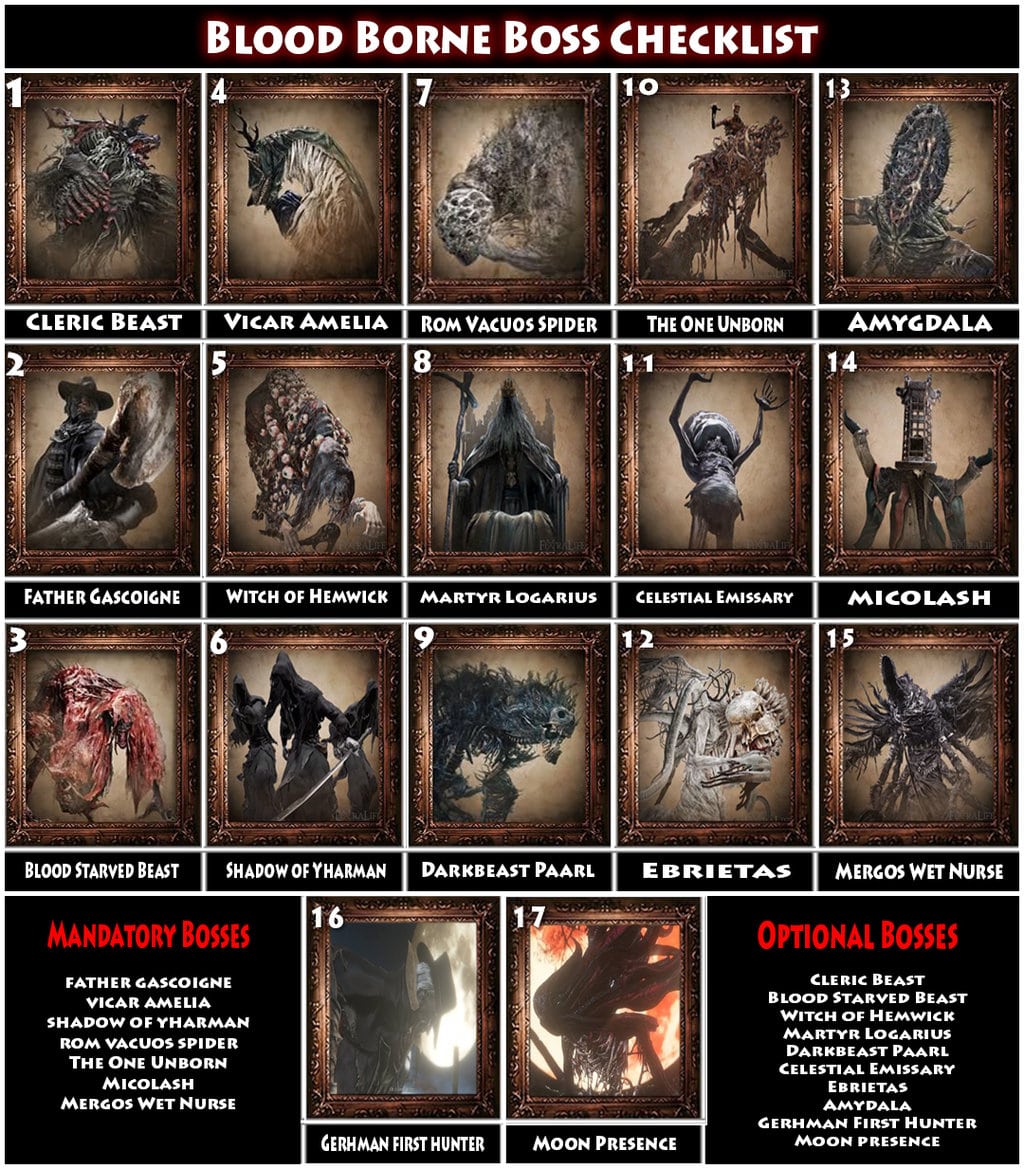 Blood Borne Boss Checklist
1
4
7
10
13
Cleric Beast
Vicar Amelia
Rom Vacuos Spider
The One Unborn
Amygdala
2
5
8
11
14
Father Gascoigne
Witch of Hemwick
Martyr Logarius
Celestial Emissary
Micolash
3
6
9
12
15
Blood Starved Beast
Shadow of Yharman
Darkbeast Paarl
Ebrietas
Mergos Wet Nurse
Mandatory Bosses
Father Gascoigne
Vicar Amelia
Shadow of Yharman
Rom Vacuos Spider
The One Unborn
Micolash
Mergos Wet Nurse
16
17
Gerhman First Hunter
Moon Presence
Optional Bosses
Cleric Beast
Blood Starved Beast
Witch of Hemwick
Martyr Logarius
Darkbeast Paarl
Celestial Emissary
Ebrietas
Amydala
Gerhman First Hunter
Moon presence